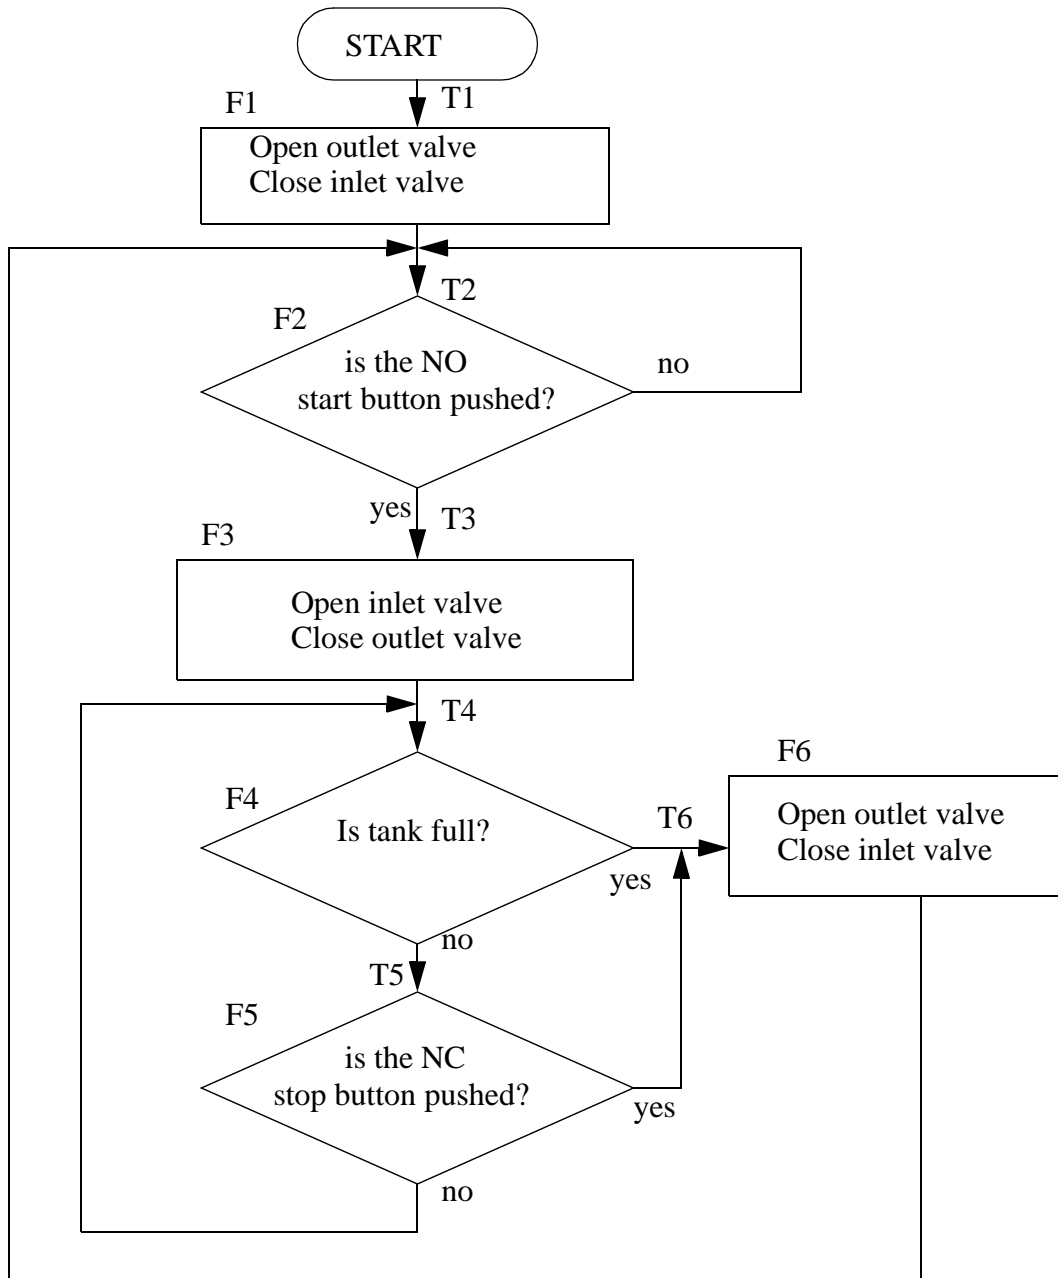 START
T1
F1
Open outlet valve
Close inlet valve
T2
F2
is the NO
start button pushed?
no
yes
T3
F3
Open inlet valve
Close outlet valve
T4
F4
Is tank full?
T6
yes
F6
Open outlet valve
Close inlet valve
no
T5
F5
is the NC
stop button pushed?
yes
no